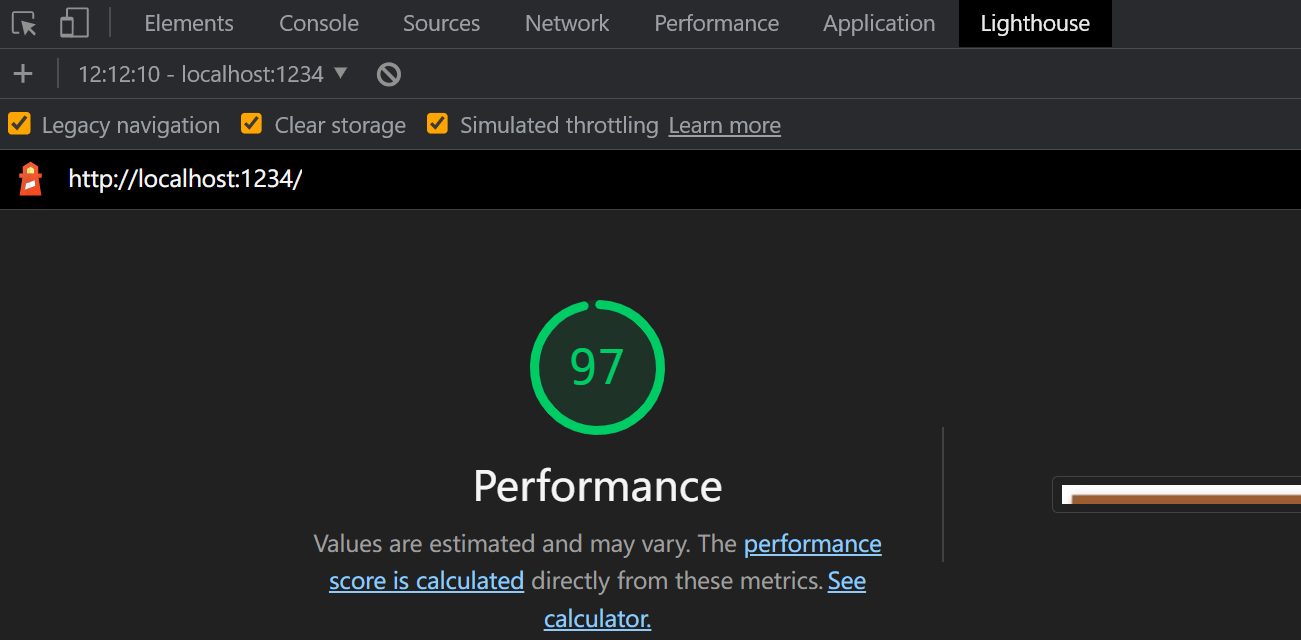 Elements Console Sources Network Performance Application Lighthouse
12:12:10 - localhost:1234
Legacy navigation Clear storage Simulated throttling Learn more
http://localhost:1234/
97
Performance
Values are estimated and may vary. The performance
score is calculated directly from these metrics. See
calculator.